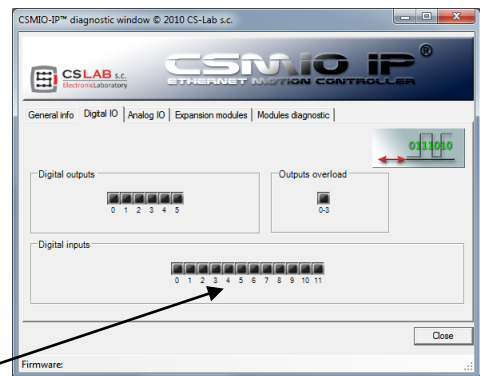 CSMIO-IP™ diagnostic window © 2010 CS-Lab s.c.
CSLAB s.c.
ElectronicLaboratory
CSMIO IP®
ETHERNET MOTION CONTROLLER
General info Digital IO Analog IO Expansion modules Modules diagnostic
0111010
Digital outputs
0 1 2 3 4 5
Outputs overload
0-3
Digital inputs
0 1 2 3 4 5 6 7 8 9 10 11
Close
Firmware: